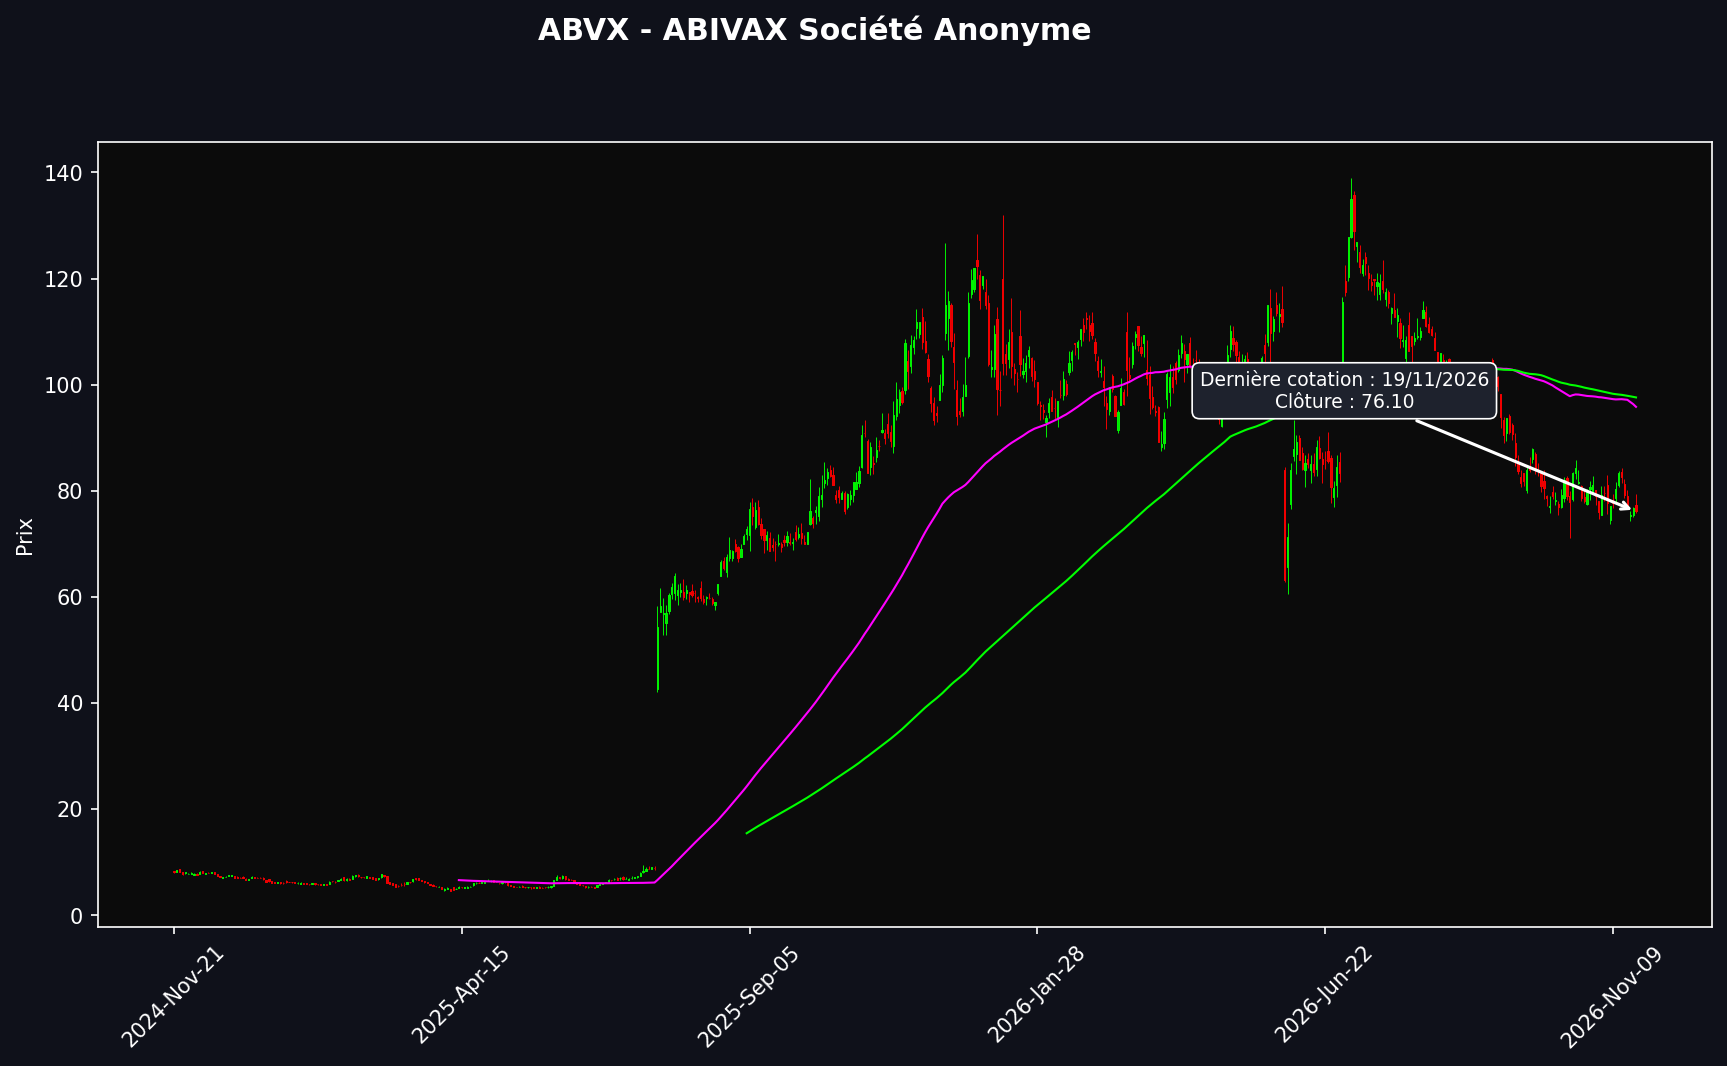 ABVX - ABIVAX Société Anonyme
Prix
140
120
100
80
60
40
20
0
Dernière cotation : 19/11/2026
Clôture : 76.10
2024-Nov-21
2025-Apr-15
2025-Sep-05
2026-Jan-28
2026-Jun-22
2026-Nov-09